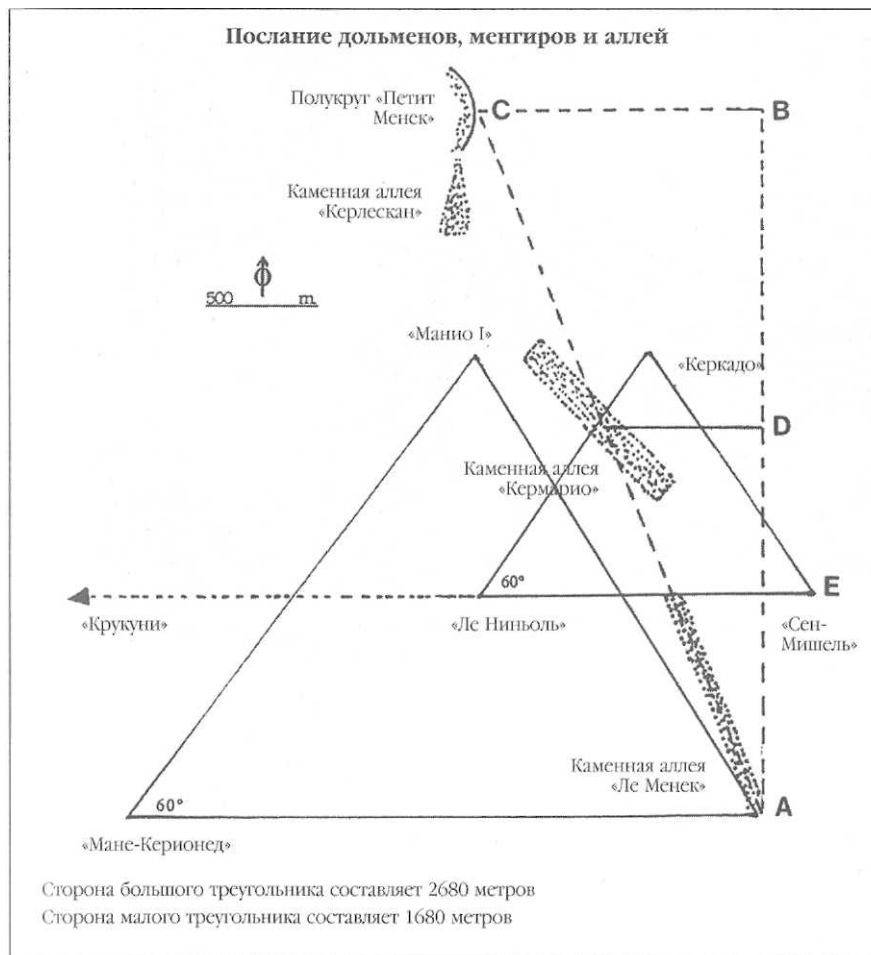 Послание дольменов, менгиров и аллей
Полукруг «Петит
Менек»
C
B
Каменная аллея
«Керлескан»
500 m.
«Манио I»
«Керкадо»
D
Каменная аллея
«Кермарио»
60°
E
«Крукуни»
«Ле Ниньоль»
«Сен-
Мишель»
Каменная аллея
«Ле Менек»
60°
A
«Мане-Керионед»
Сторона большого треугольника составляет 2680 метров
Сторона малого треугольника составляет 1680 метров